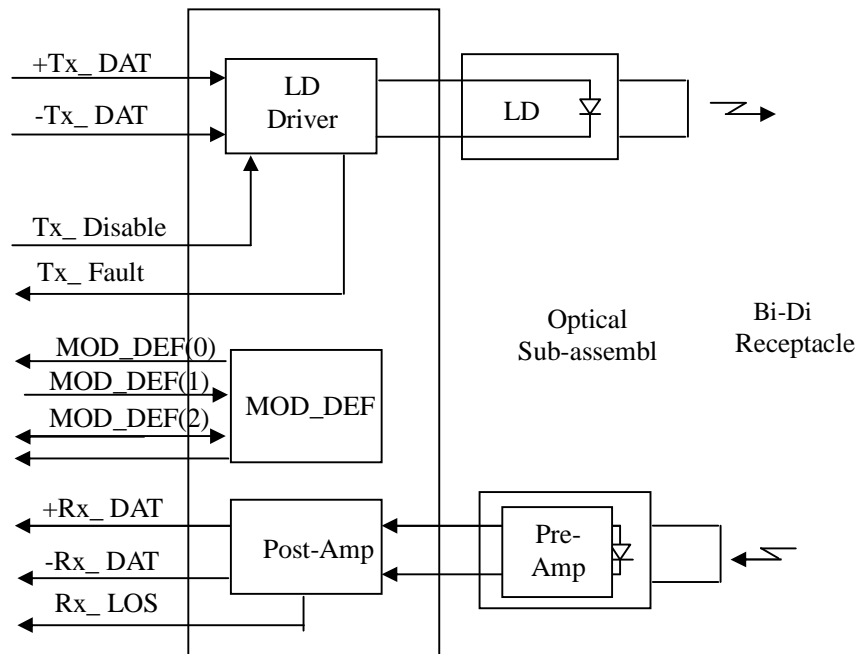 +Tx_ DAT
-Tx_ DAT
LD
Driver
LD
Tx_ Disable
Tx_ Fault
Optical
Sub-assembl
Bi-Di
Receptacle
MOD_DEF(0)
MOD_DEF(1)
MOD_DEF(2)
MOD_DEF
+Rx_ DAT
-Rx_ DAT
Rx_ LOS
Post-Amp
Pre-
Amp